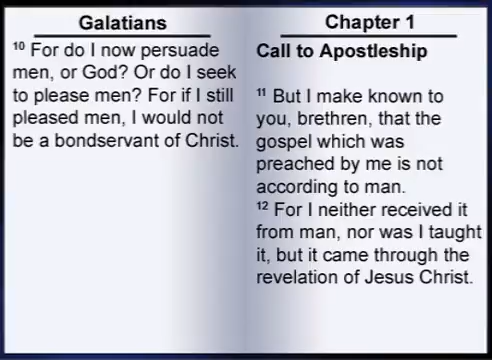 Galatians
¹⁰ For do I now persuade
men, or God? Or do I seek
to please men? For if I still
pleased men, I would not
be a bondservant of Christ.
Chapter 1
Call to Apostleship
¹¹ But I make known to
you, brethren, that the
gospel which was
preached by me is not
according to man.
¹² For I neither received it
from man, nor was I taught
it, but it came through the
revelation of Jesus Christ.